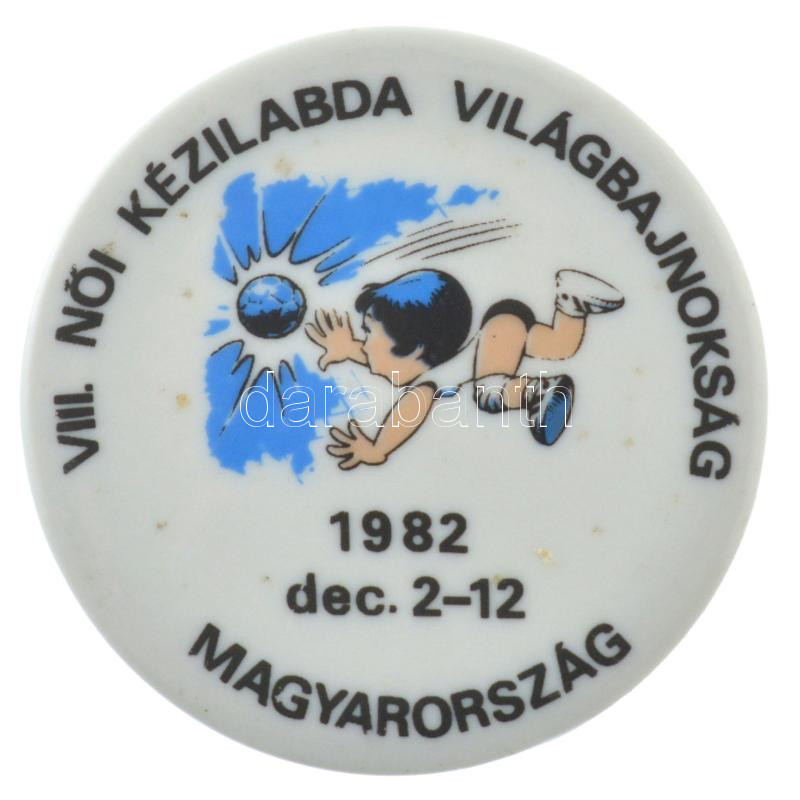 VIII. NŐI KÉZILABDA VILÁGBAJNOKSÁG
darabanth
1982
dec. 2–12
MAGYARORSZÁG